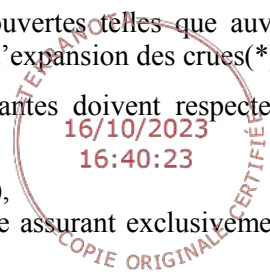 ouvertes telles que auv
l'expansion des crues(*
antes doivent respecte
),
e assurant exclusiveme
TERRANOTA
16/10/2023
16:40:23
COPIE ORIGINALE CERTIFIÉE